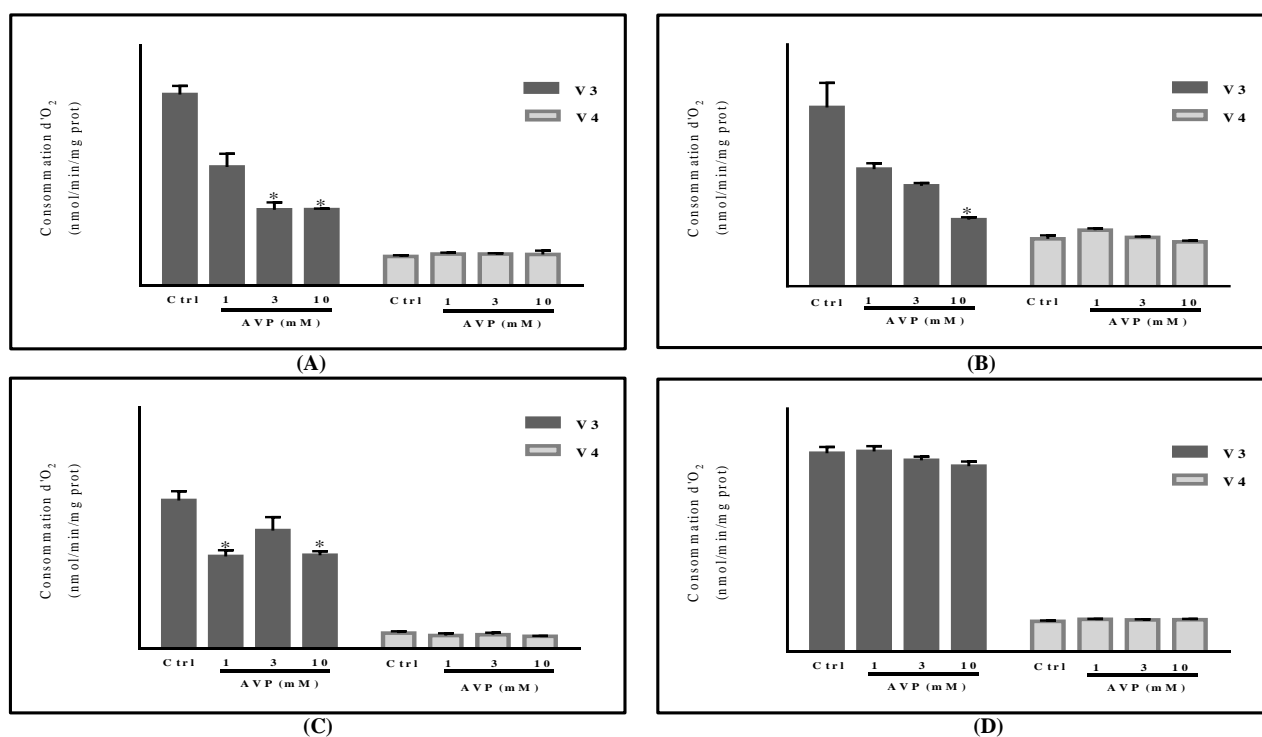 Consommation d'O2
(nmol/min/mg prot)
V3
V4
*
*
Ctrl 1 3 10 Ctrl 1 3 10
AVP (mM) AVP (mM)
(A)
Consommation d'O2
(nmol/min/mg prot)
V3
V4
*
Ctrl 1 3 10 Ctrl 1 3 10
AVP (mM) AVP (mM)
(B)
Consommation d'O2
(nmol/min/mg prot)
V3
V4
*
*
Ctrl 1 3 10 Ctrl 1 3 10
AVP (mM) AVP (mM)
(C)
Consommation d'O2
(nmol/min/mg prot)
V3
V4
Ctrl 1 3 10 Ctrl 1 3 10
AVP (mM) AVP (mM)
(D)